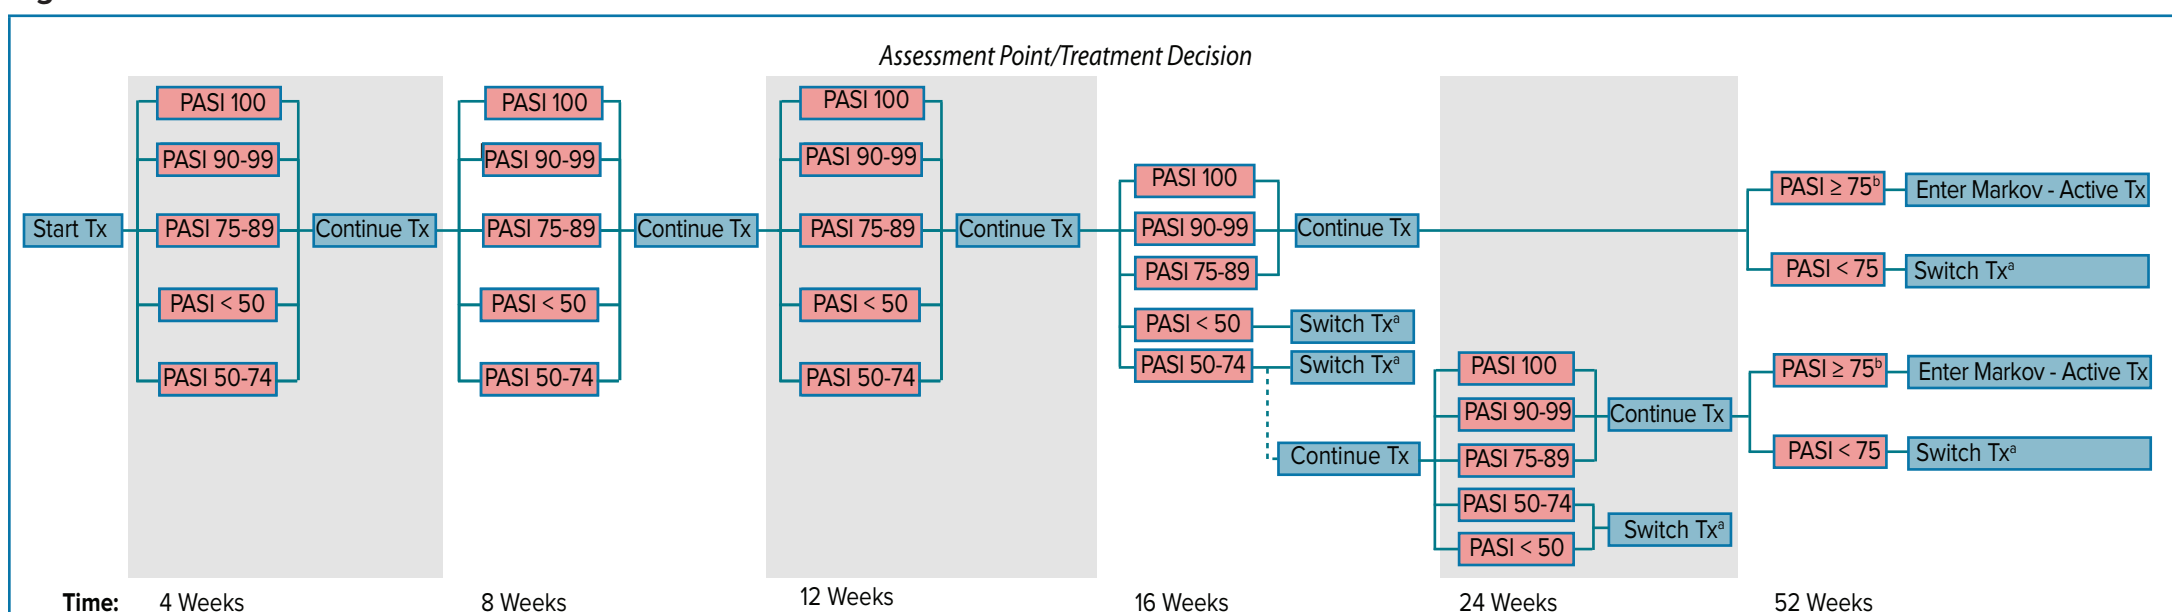 Assessment Point/Treatment Decision
Start Tx
PASI 100
PASI 90-99
PASI 75-89
PASI < 50
PASI 50-74
Continue Tx
PASI 100
PASI 90-99
PASI 75-89
PASI < 50
PASI 50-74
Continue Tx
PASI 100
PASI 90-99
PASI 75-89
PASI < 50
PASI 50-74
Continue Tx
PASI 100
PASI 90-99
PASI 75-89
PASI < 50
PASI 50-74
Continue Tx
Switch Txᵃ
Switch Txᵃ
Continue Tx
PASI 100
PASI 90-99
PASI 75-89
PASI 50-74
PASI < 50
Continue Tx
Switch Txᵃ
PASI ≥ 75ᵇ
Enter Markov - Active Tx
PASI < 75
Switch Txᵃ
PASI ≥ 75ᵇ
Enter Markov - Active Tx
PASI < 75
Switch Txᵃ
Time: 4 Weeks 8 Weeks 12 Weeks 16 Weeks 24 Weeks 52 Weeks